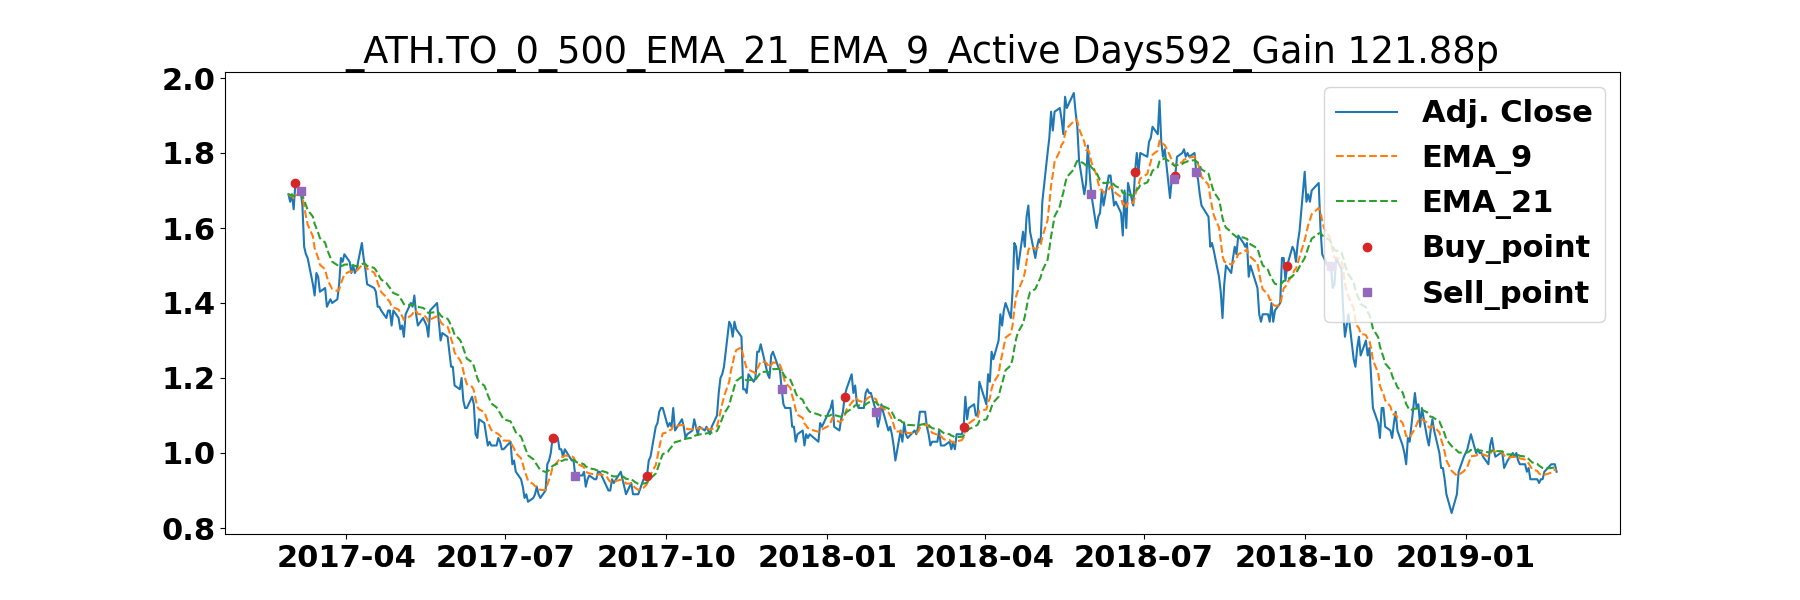 _ATH.TO_0_500_EMA_21_EMA_9_Active Days592_Gain 121.88p
2.0
1.8
1.6
1.4
1.2
1.0
0.8
Adj. Close
EMA_9
EMA_21
Buy_point
Sell_point
2017-04 2017-07 2017-10 2018-01 2018-04 2018-07 2018-10 2019-01